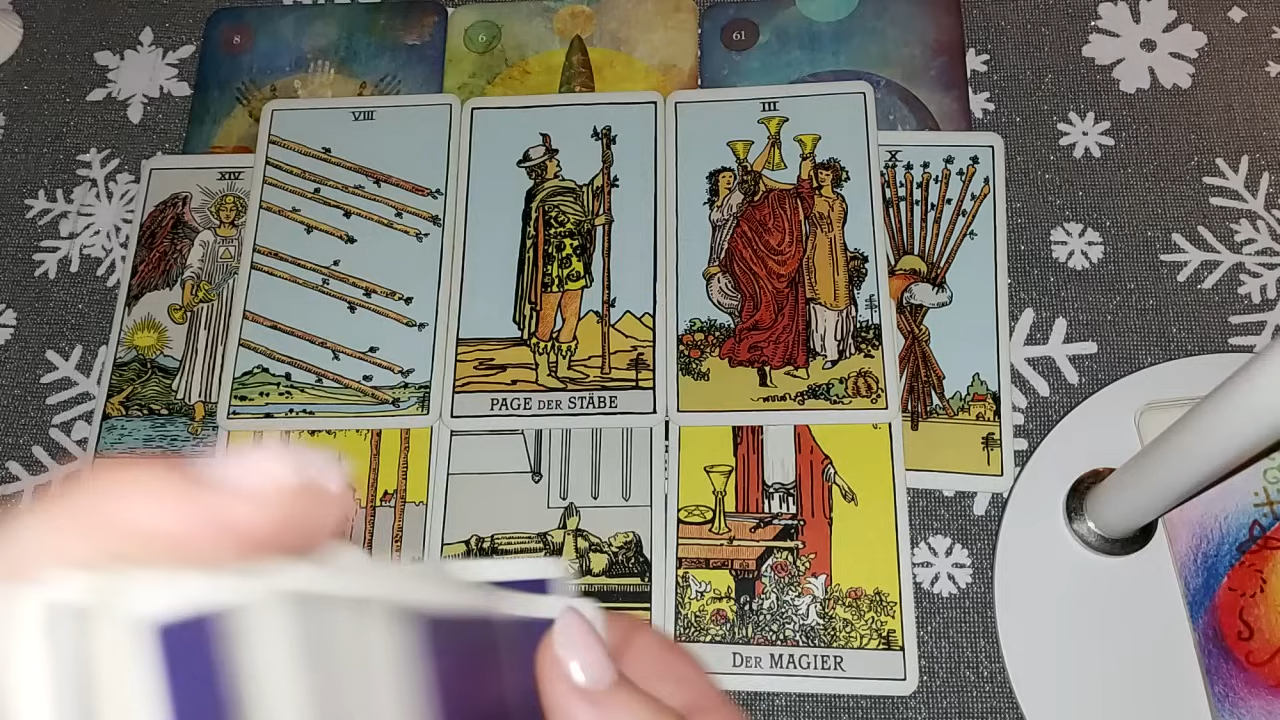 8
6
61
VIII
III
XIV
X
PAGE DER STÄBE
DER MAGIER